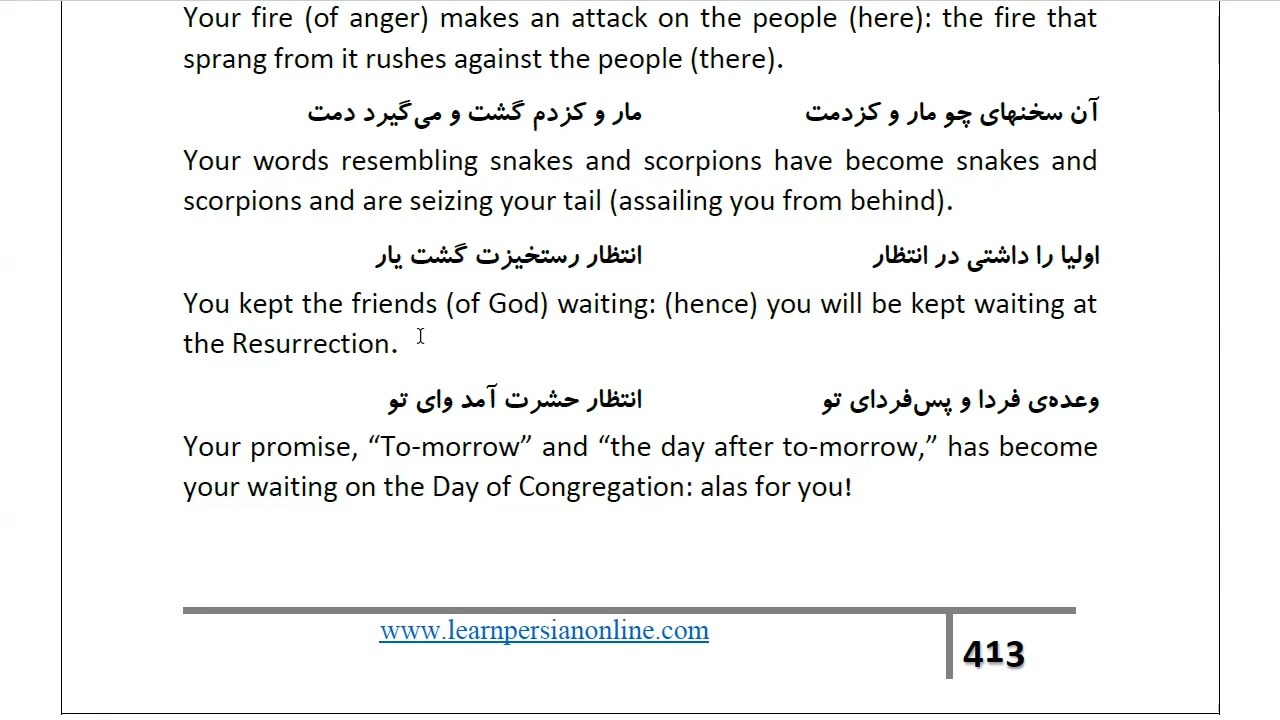 Your fire (of anger) makes an attack on the people (here): the fire that
sprang from it rushes against the people (there).
آن سخنهای چو مار و کزدمت مار و کزدم گشت و می‌گیرد دمت
Your words resembling snakes and scorpions have become snakes and
scorpions and are seizing your tail (assailing you from behind).
اولیا را داشتی در انتظار انتظار رستخیزت گشت یار
You kept the friends (of God) waiting: (hence) you will be kept waiting at
the Resurrection.
وعده‌ی فردا و پس‌فردای تو انتظار حشرت آمد وای تو
Your promise, “To-morrow” and “the day after to-morrow,” has become
your waiting on the Day of Congregation: alas for you!
www.learnpersianonline.com
413